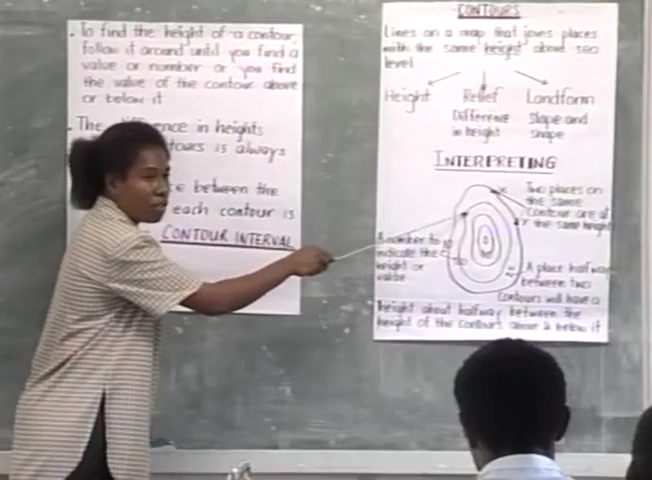 . To find the height of a contour
follow it around until you find a
value or number or you find
the value of the contour above
or below it
. The difference in heights
tours is always
ce between the
each contour is
CONTOUR INTERVAL
CONTOURS
Lines on a map that joins places
with the same height above sea
level
Height
Relief
Difference
in height
Landform
Slope and
shape
INTERPRETING
Two places on
the same
Contour are at
the same height
A number to
indicate the
height or
value
A place halfway
between two
Contours will have a
height about halfway between the
height of the contours above & below it